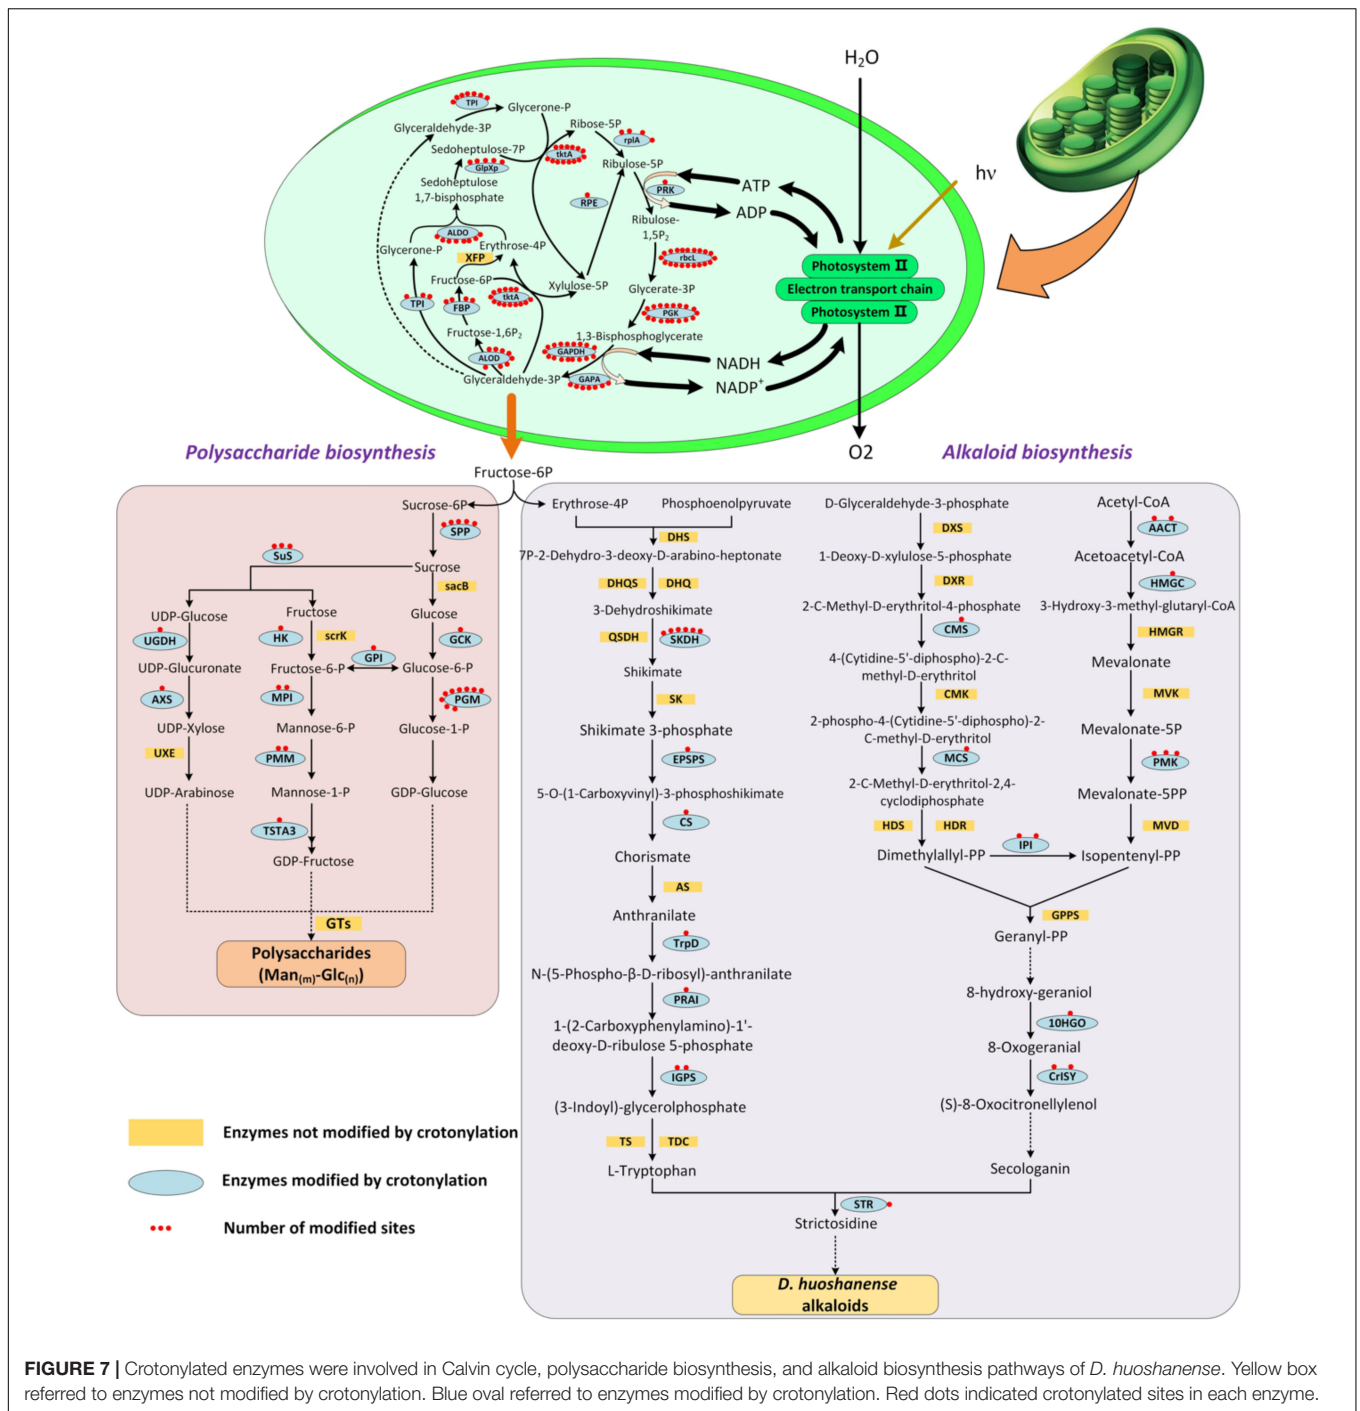 H₂O
hν
TPI
Glycerone-P
Glyceraldehyde-3P
Ribose-5P
rpiA
Sedoheptulose-7P
tktA
GlpXp
Ribulose-5P
Sedoheptulose
1,7-bisphosphate
PRK
ATP
RPE
ADP
Ribulose-
1,5P₂
ALDO
Glycerone-P
Erythrose-4P
XFP
rbcL
Photosystem II
Fructose-6P
Xylulose-5P
Glycerate-3P
Electron transport chain
tktA
TPI
FBP
PGK
Photosystem II
Fructose-1,6P₂
1,3-Bisphosphoglycerate
ALOD
GAPDH
NADH
Glyceraldehyde-3P
GAPA
NADP⁺
O2
Polysaccharide biosynthesis
Alkaloid biosynthesis
Fructose-6P
Sucrose-6P
SPP
SuS
Sucrose
sacB
UDP-Glucose
Fructose
Glucose
UGDH
HK
scrK
GCK
GPI
UDP-Glucuronate
Fructose-6-P
Glucose-6-P
AXS
MPI
PGM
UDP-Xylose
Mannose-6-P
Glucose-1-P
UXE
PMM
UDP-Arabinose
Mannose-1-P
GDP-Glucose
TSTA3
GDP-Fructose
GTs
Polysaccharides
(Man(m)-Glc(n))
Erythrose-4P
Phosphoenolpyruvate
DHS
7P-2-Dehydro-3-deoxy-D-arabino-heptonate
DHQS
DHQ
3-Dehydroshikimate
QSDH
SKDH
Shikimate
SK
Shikimate 3-phosphate
EPSPS
5-O-(1-Carboxyvinyl)-3-phosphoshikimate
CS
Chorismate
AS
Anthranilate
TrpD
N-(5-Phospho-β-D-ribosyl)-anthranilate
PRAI
1-(2-Carboxyphenylamino)-1'-
deoxy-D-ribulose 5-phosphate
IGPS
(3-Indoyl)-glycerolphosphate
TS
TDC
L-Tryptophan
D-Glyceraldehyde-3-phosphate
DXS
1-Deoxy-D-xylulose-5-phosphate
DXR
2-C-Methyl-D-erythritol-4-phosphate
CMS
4-(Cytidine-5'-diphospho)-2-C-
methyl-D-erythritol
CMK
2-phospho-4-(Cytidine-5'-diphospho)-2-
C-methyl-D-erythritol
MCS
2-C-Methyl-D-erythritol-2,4-
cyclodiphosphate
HDS
HDR
Dimethylallyl-PP
IPI
Acetyl-CoA
AACT
Acetoacetyl-CoA
HMGC
3-Hydroxy-3-methyl-glutaryl-CoA
HMGR
Mevalonate
MVK
Mevalonate-5P
PMK
Mevalonate-5PP
MVD
Isopentenyl-PP
GPPS
Geranyl-PP
8-hydroxy-geraniol
10HGO
8-Oxogeranial
CrISY
(S)-8-Oxocitronellylenol
Secologanin
STR
Strictosidine
D. huoshanense
alkaloids
Enzymes not modified by crotonylation
Enzymes modified by crotonylation
Number of modified sites
FIGURE 7 | Crotonylated enzymes were involved in Calvin cycle, polysaccharide biosynthesis, and alkaloid biosynthesis pathways of D. huoshanense. Yellow box
referred to enzymes not modified by crotonylation. Blue oval referred to enzymes modified by crotonylation. Red dots indicated crotonylated sites in each enzyme.